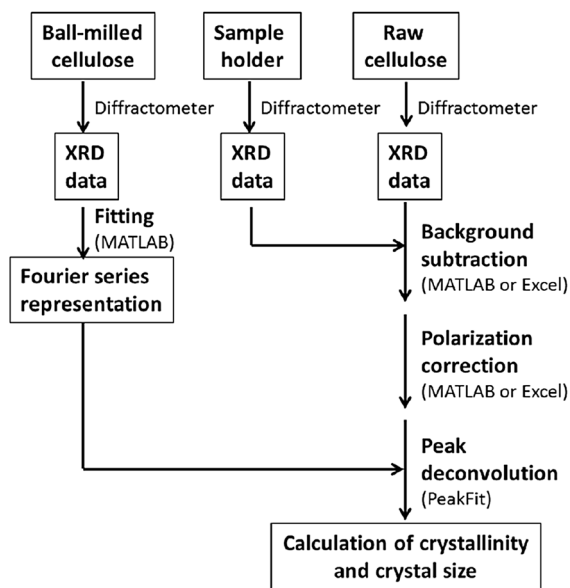 Ball-milled
cellulose
Sample
holder
Raw
cellulose
Diffractometer
Diffractometer
Diffractometer
XRD
data
XRD
data
XRD
data
Fitting
(MATLAB)
Background
subtraction
(MATLAB or Excel)
Fourier series
representation
Polarization
correction
(MATLAB or Excel)
Peak
deconvolution
(PeakFit)
Calculation of crystallinity
and crystal size